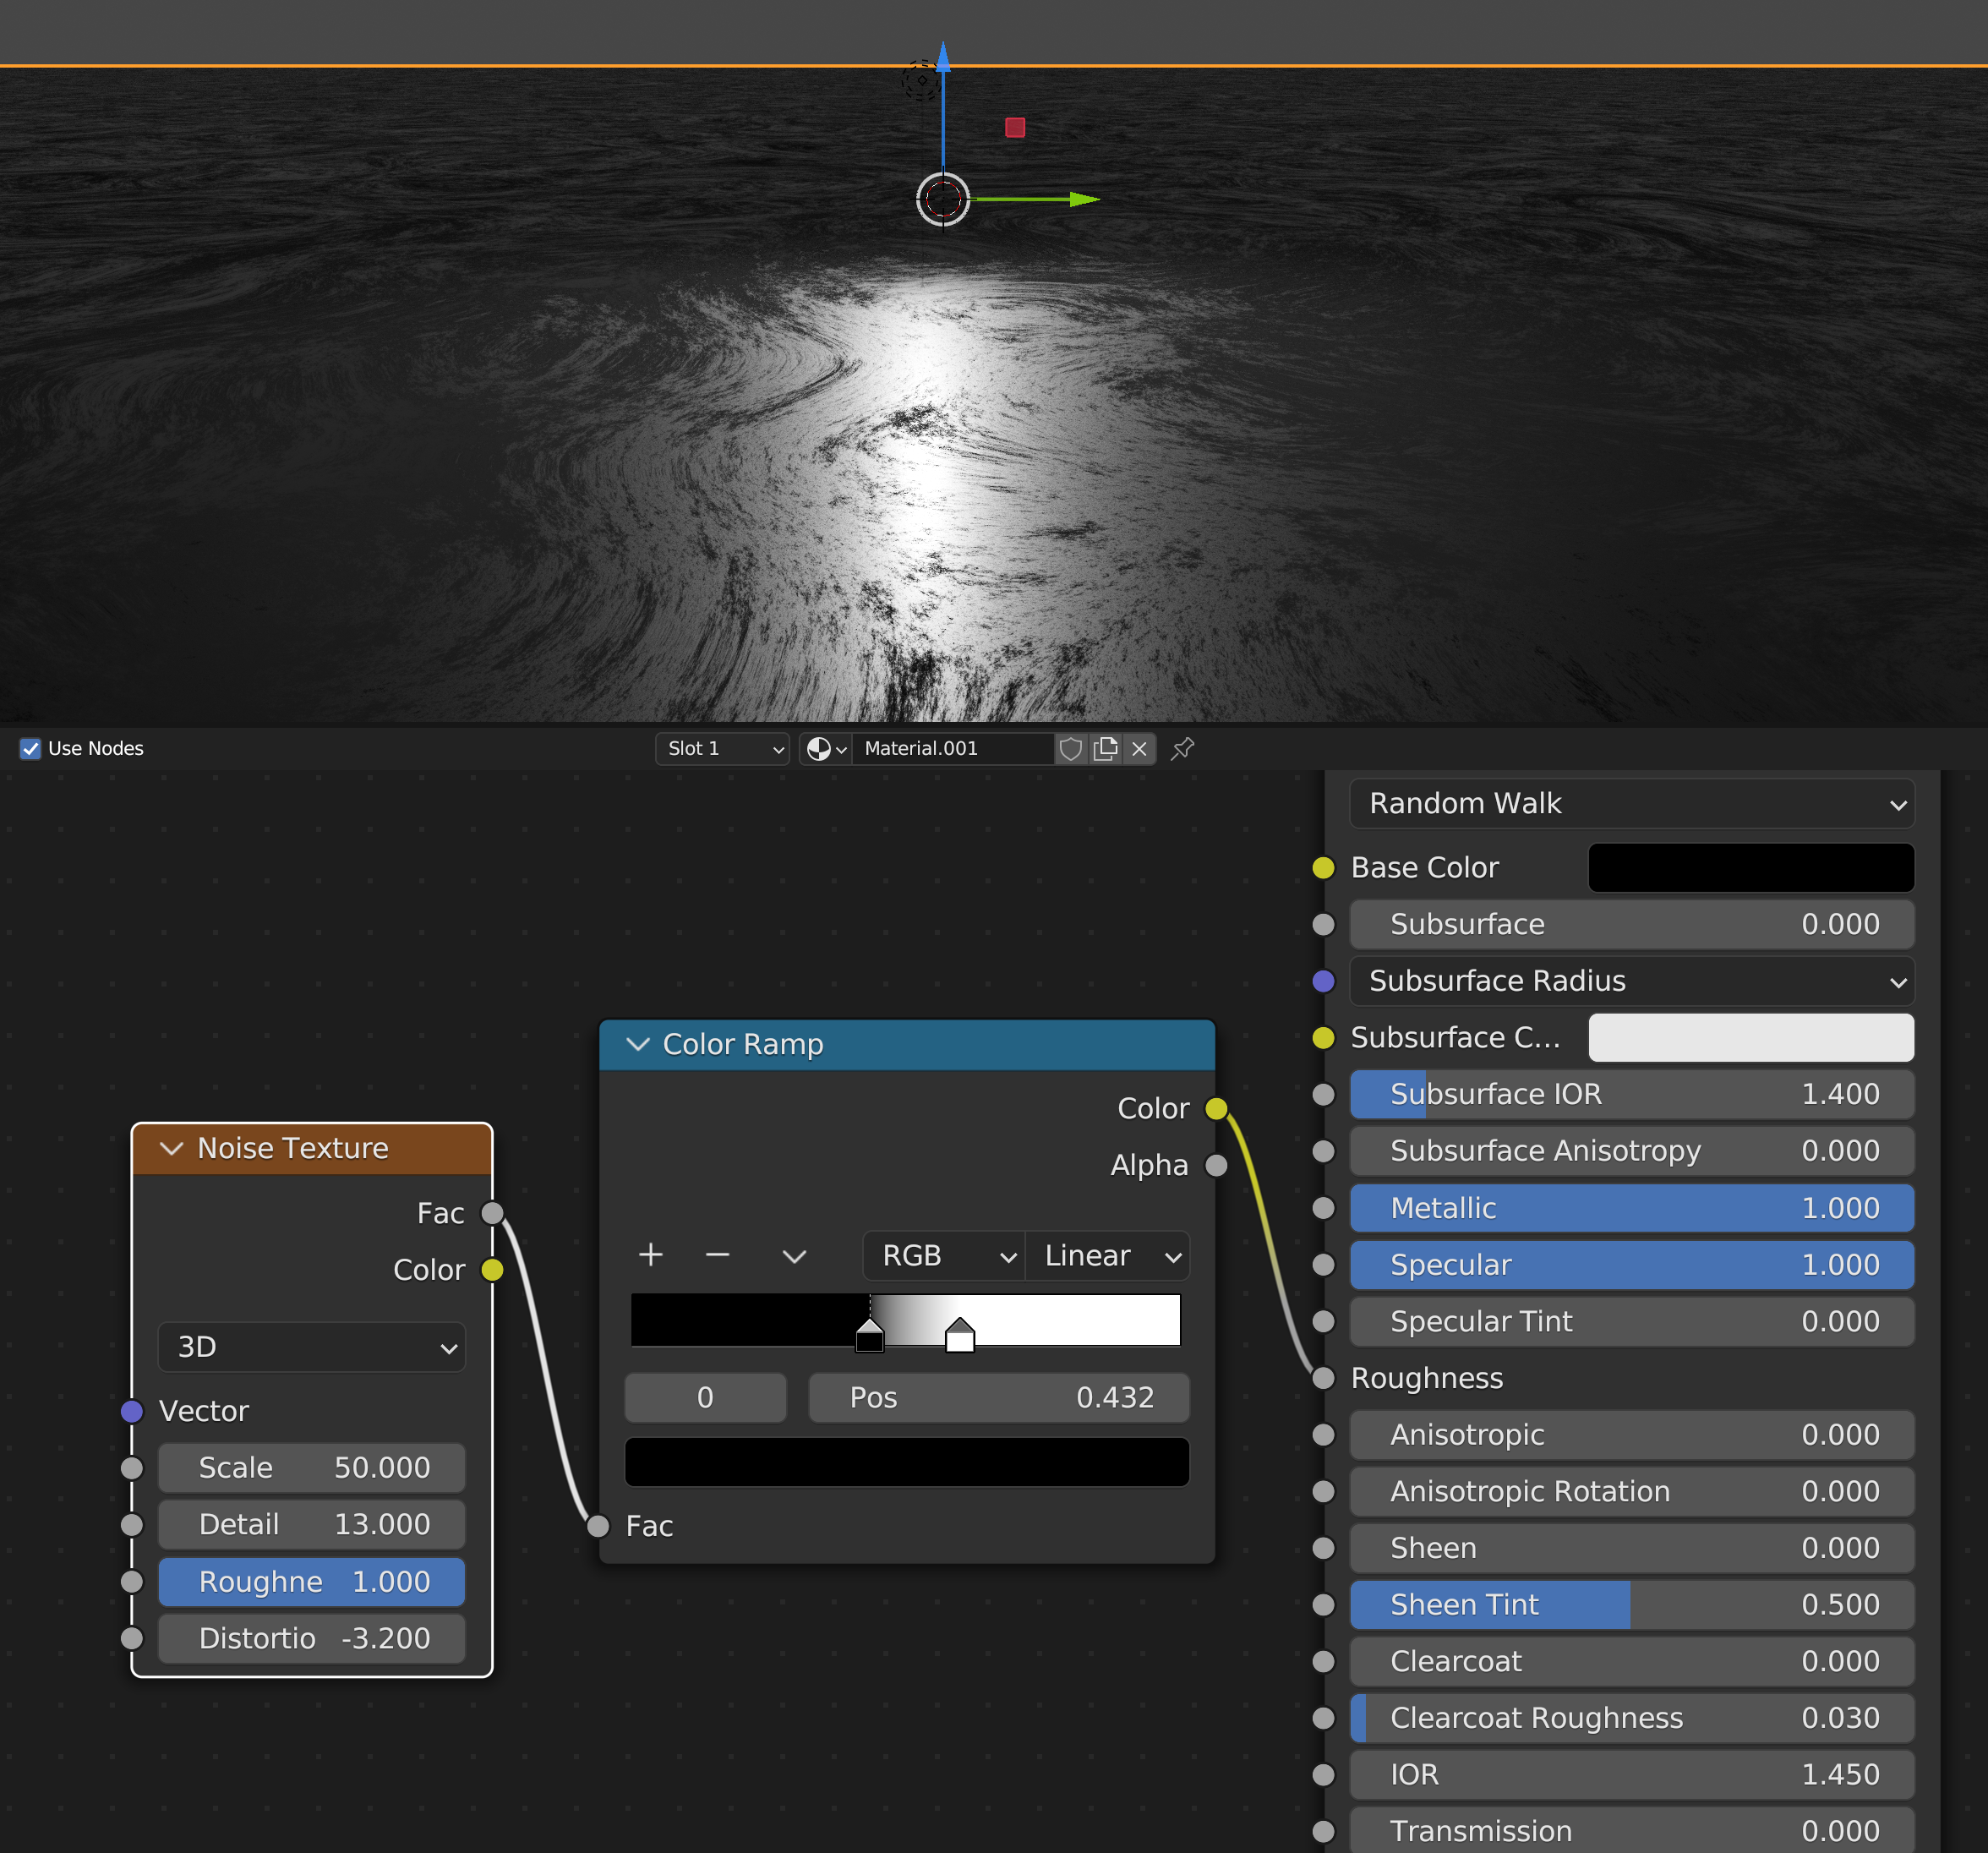 Use Nodes
Slot 1
Material.001
Random Walk
Base Color
Subsurface 0.000
Subsurface Radius
Subsurface C...
Subsurface IOR 1.400
Subsurface Anisotropy 0.000
Metallic 1.000
Specular 1.000
Specular Tint 0.000
Roughness
Anisotropic 0.000
Anisotropic Rotation 0.000
Sheen 0.000
Sheen Tint 0.500
Clearcoat 0.000
Clearcoat Roughness 0.030
IOR 1.450
Transmission 0.000
Color Ramp
Color
Alpha
RGB Linear
0 Pos 0.432
Fac
Noise Texture
Fac
Color
3D
Vector
Scale 50.000
Detail 13.000
Roughne 1.000
Distortio -3.200